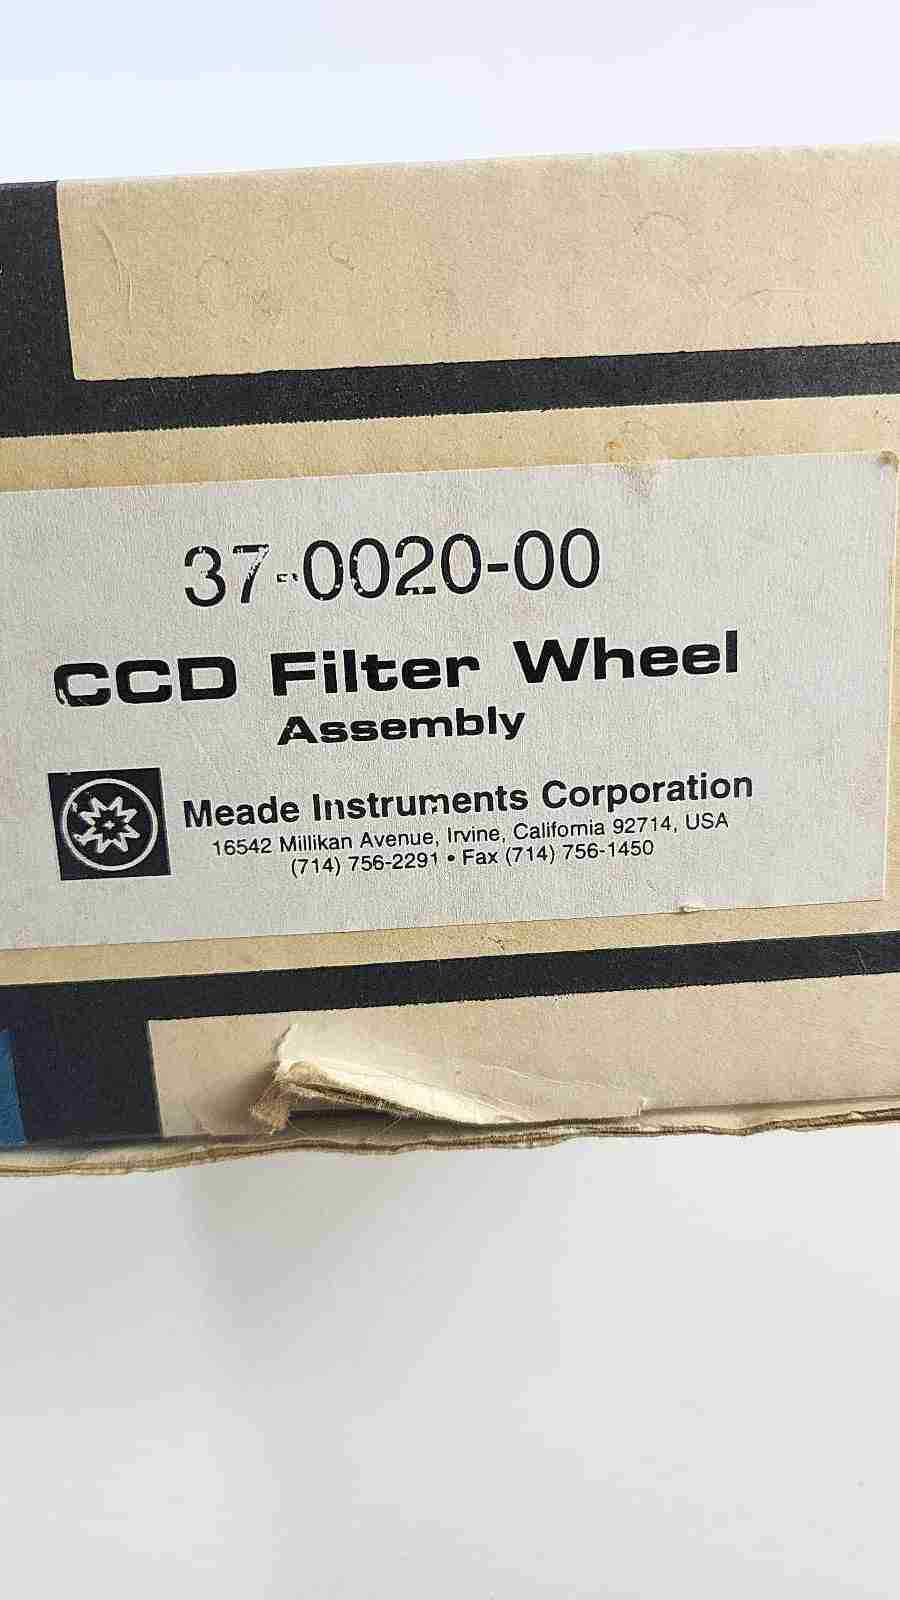 37-0020-00
CCD Filter Wheel
Assembly
Meade Instruments Corporation
16542 Millikan Avenue, Irvine, California 92714, USA
(714) 756-2291 • Fax (714) 756-1450